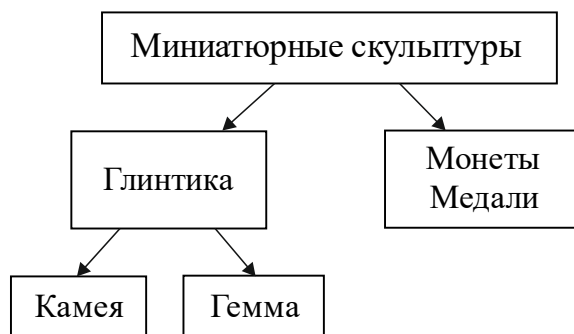 Миниатюрные скульптуры
Глинтика
Монеты
Медали
Камея
Гемма